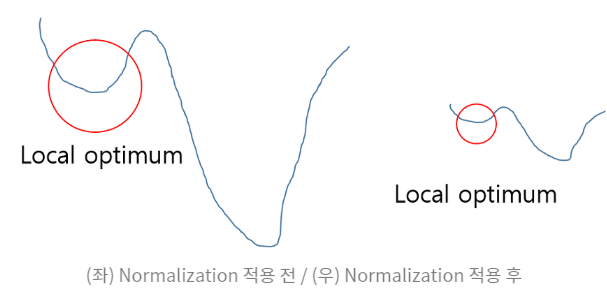 Local optimum
Local optimum
(좌) Normalization 적용 전 / (우) Normalization 적용 후